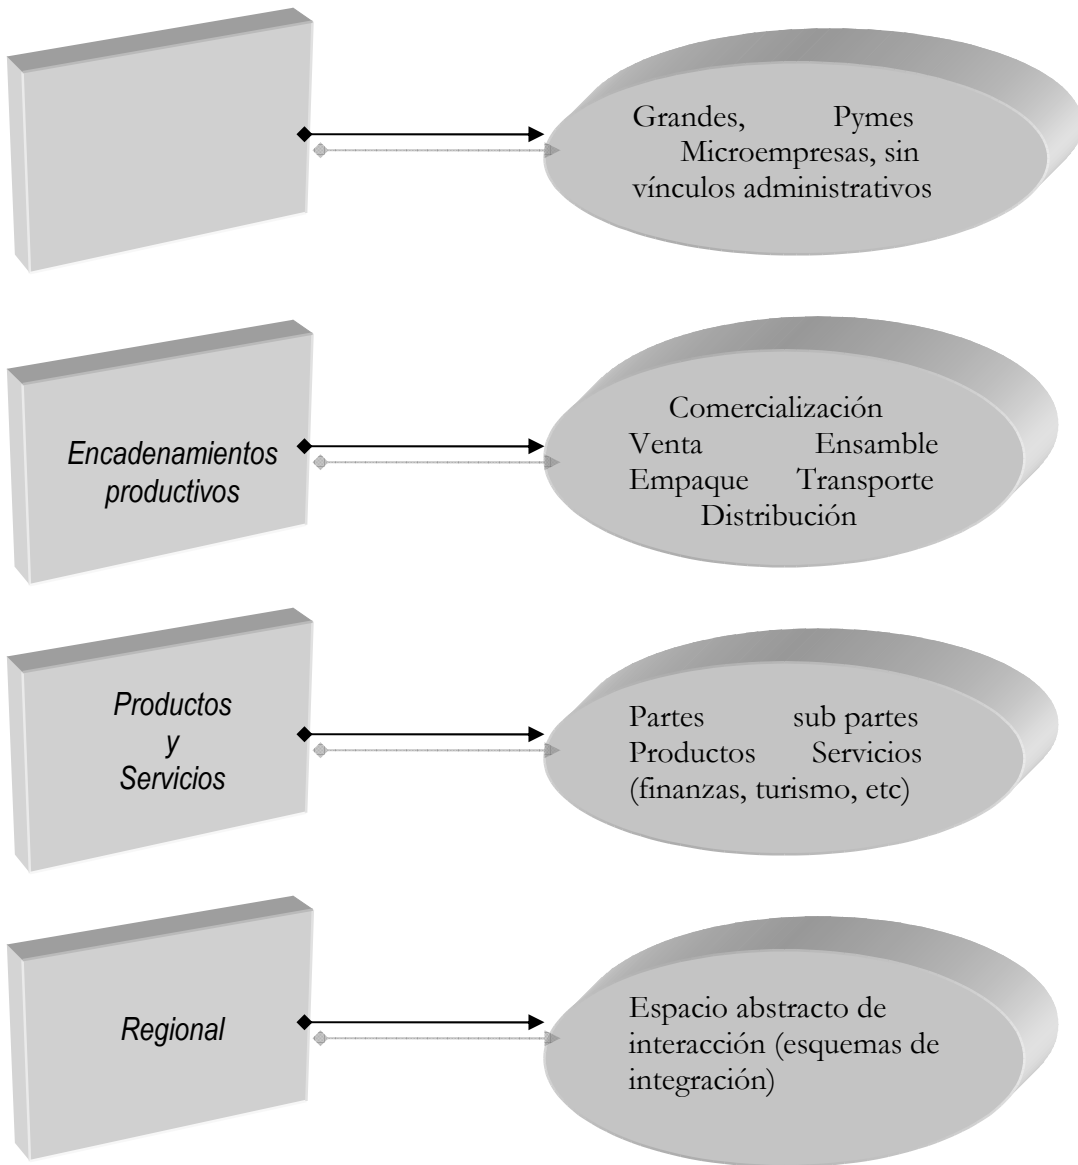 Grandes, Pymes
Microempresas, sin
vínculos administrativos
Encadenamientos
productivos
Comercialización
Venta Ensamble
Empaque Transporte
Distribución
Productos
y
Servicios
Partes sub partes
Productos Servicios
(finanzas, turismo, etc)
Regional
Espacio abstracto de
interacción (esquemas de
integración)